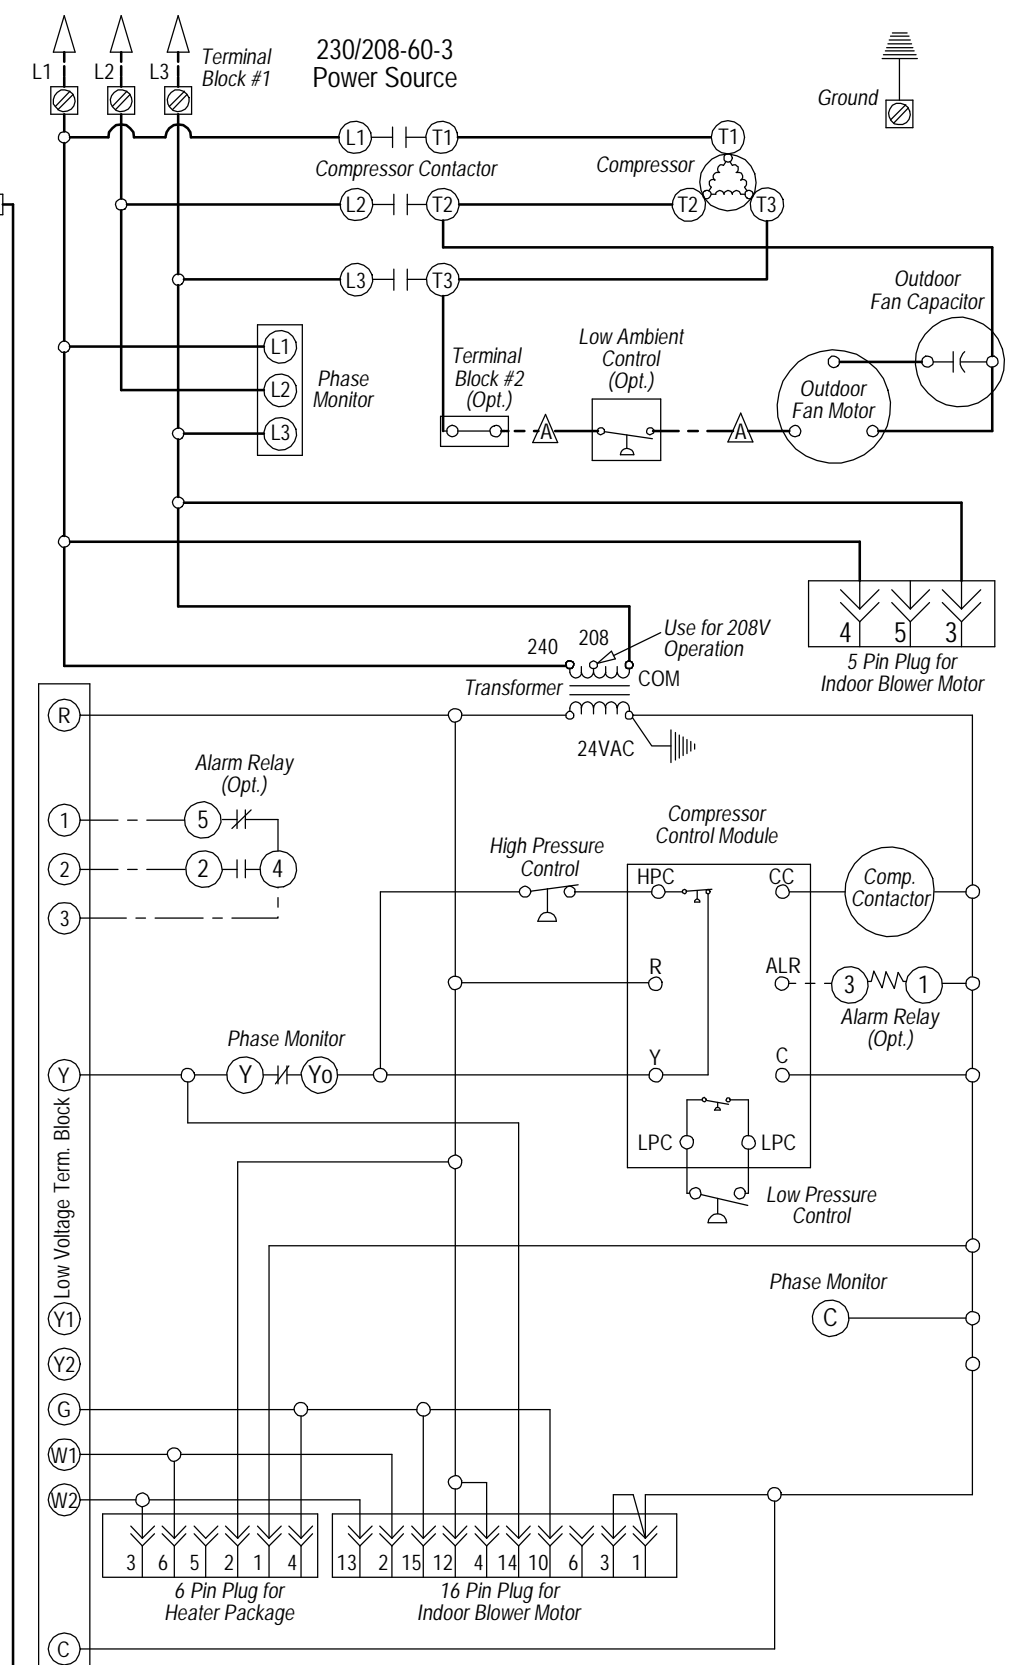 230/208-60-3
Power Source
L1
L2
L3
Terminal
Block #1
Ground
L1
T1
T1
Compressor Contactor
Compressor
L2
T2
T2
T3
L3
T3
Outdoor
Fan Capacitor
L1
L2
L3
Phase
Monitor
Terminal
Block #2
(Opt.)
Low Ambient
Control
(Opt.)
Outdoor
Fan Motor
A
A
4
5
3
5 Pin Plug for
Indoor Blower Motor
240
208
Use for 208V
Operation
COM
Transformer
24VAC
R
Alarm Relay
(Opt.)
1
5
2
2
4
3
High Pressure
Control
Compressor
Control Module
HPC
CC
Comp.
Contactor
R
ALR
3
1
Alarm Relay
(Opt.)
Phase Monitor
Y
Y
Yo
Y
C
LPC
LPC
Low Pressure
Control
Low Voltage Term. Block
Phase Monitor
C
Y1
Y2
G
W1
W2
3
6
5
2
1
4
13
2
15
12
4
14
10
6
3
1
6 Pin Plug for
Heater Package
16 Pin Plug for
Indoor Blower Motor
C